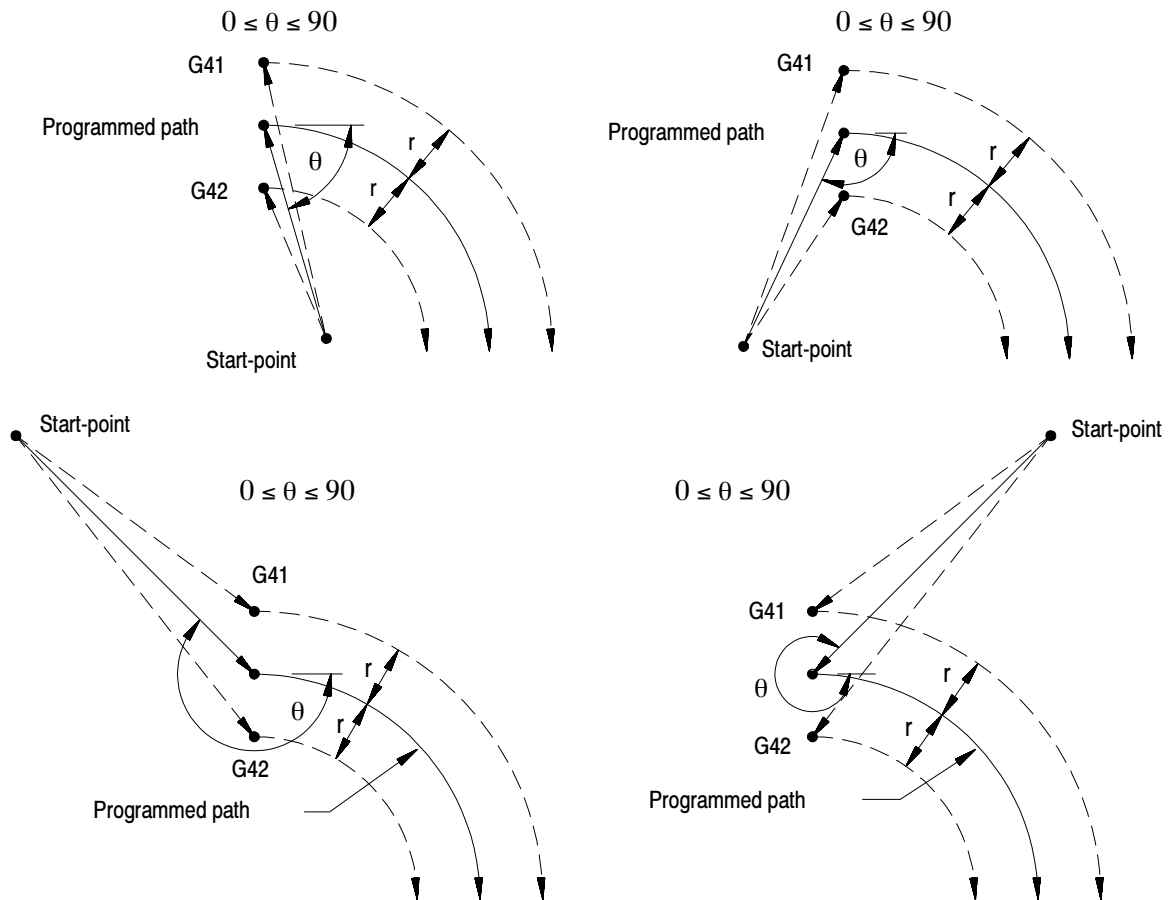 0 ≤ θ ≤ 90
G41
Programmed path
θ
r
r
G42
Start-point
0 ≤ θ ≤ 90
G41
Programmed path
θ
r
r
G42
Start-point
Start-point
0 ≤ θ ≤ 90
G41
r
θ
r
G42
Programmed path
Start-point
0 ≤ θ ≤ 90
G41
r
θ
r
G42
Programmed path